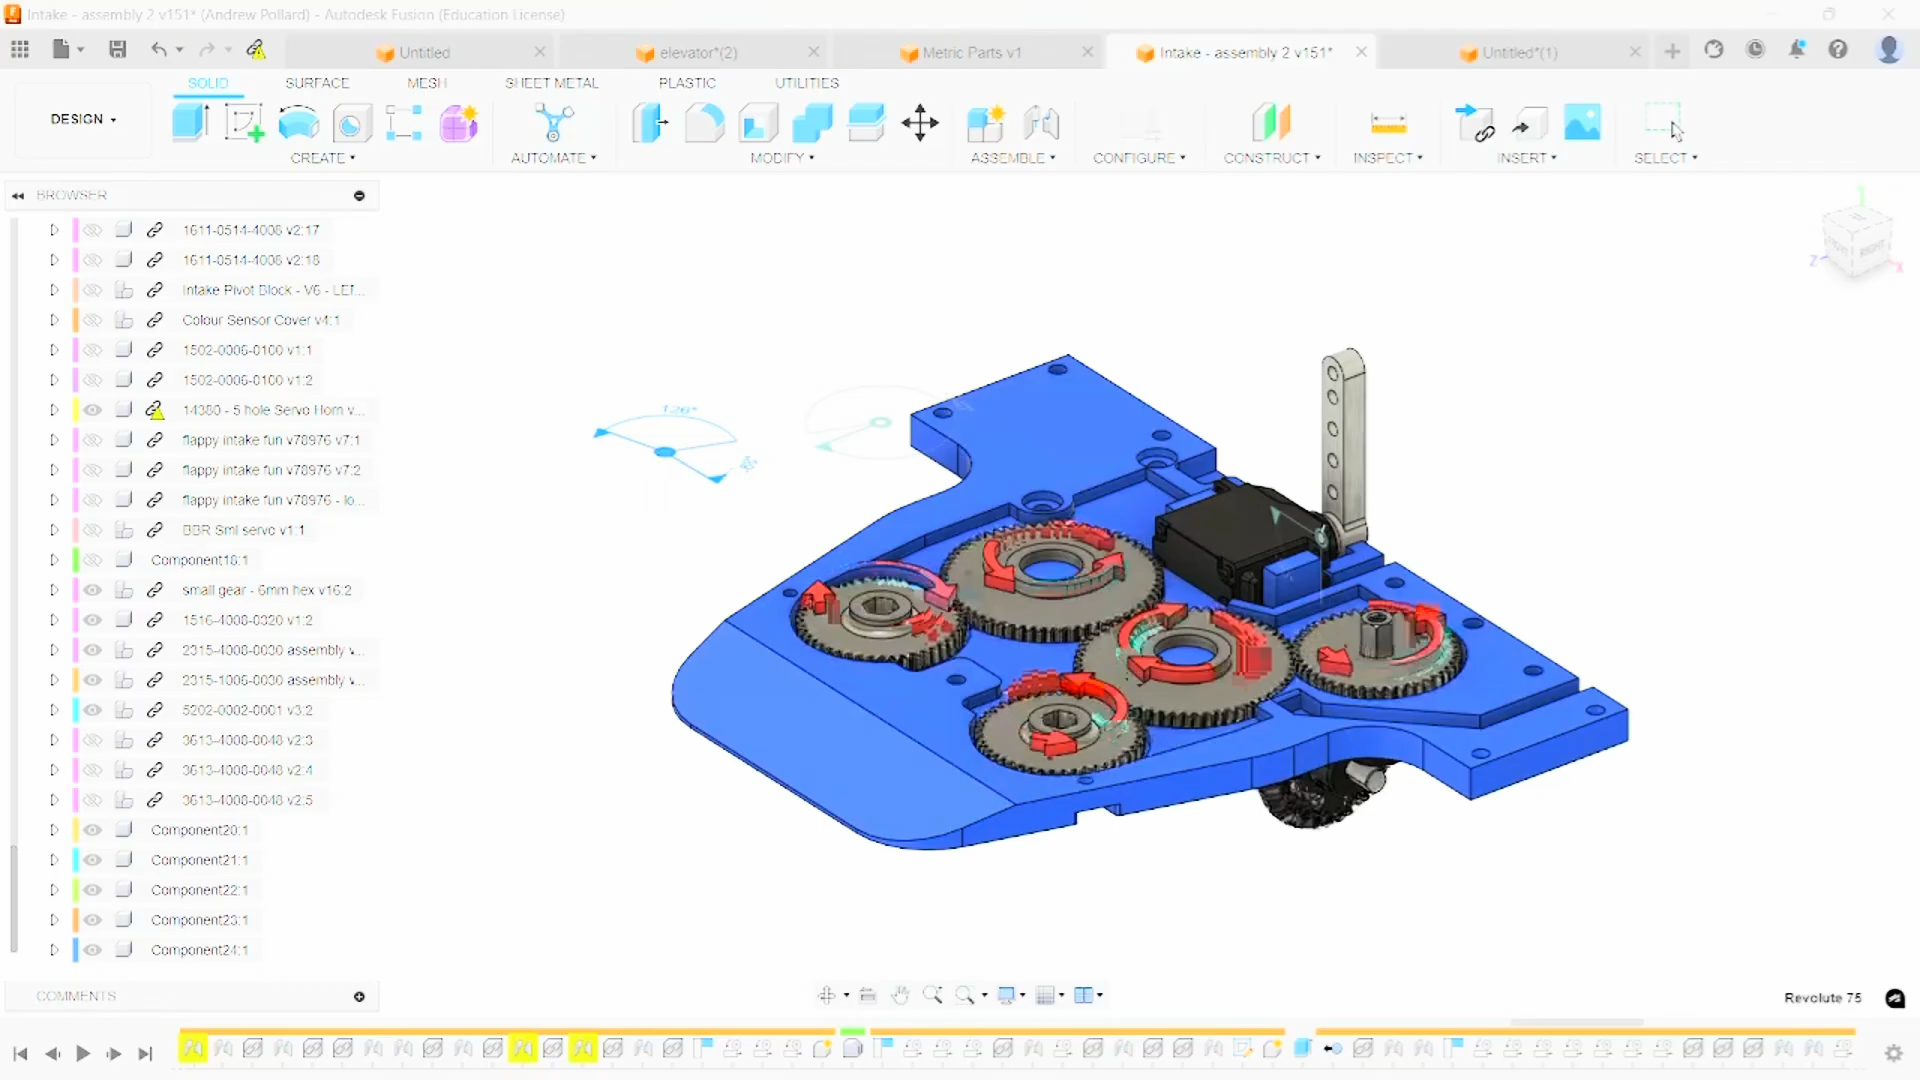 Intake - assembly 2 v151* (Andrew Pollard) - Autodesk Fusion (Education License)
Untitled
elevator*(2)
Metric Parts v1
Intake - assembly 2 v151*
Untitled*(1)
DESIGN
SOLID
SURFACE
MESH
SHEET METAL
PLASTIC
UTILITIES
CREATE
AUTOMATE
MODIFY
ASSEMBLE
CONFIGURE
CONSTRUCT
INSPECT
INSERT
SELECT
BROWSER
1611-0514-4006 v2:17
1611-0514-4006 v2:18
Intake Pivot Block - V6 - LEf...
Colour Sensor Cover v4:1
1502-0006-0100 v1:1
1502-0006-0100 v1:2
14380 - 5 hole Servo Horn v...
flappy intake fun v78976 v7:1
flappy intake fun v78976 v7:2
flappy intake fun v78976 - lo...
BBR Sml servo v1:1
Component18:1
small gear - 6mm hex v16:2
1516-4008-0320 v1:2
2315-4008-0030 assembly v...
2315-1006-0030 assembly v...
5202-0002-0001 v3:2
3613-4008-0048 v2:3
3613-4008-0048 v2:4
3613-4008-0048 v2:5
Component20:1
Component21:1
Component22:1
Component23:1
Component24:1
COMMENTS
RIGHT
Z
X
Revolute 75